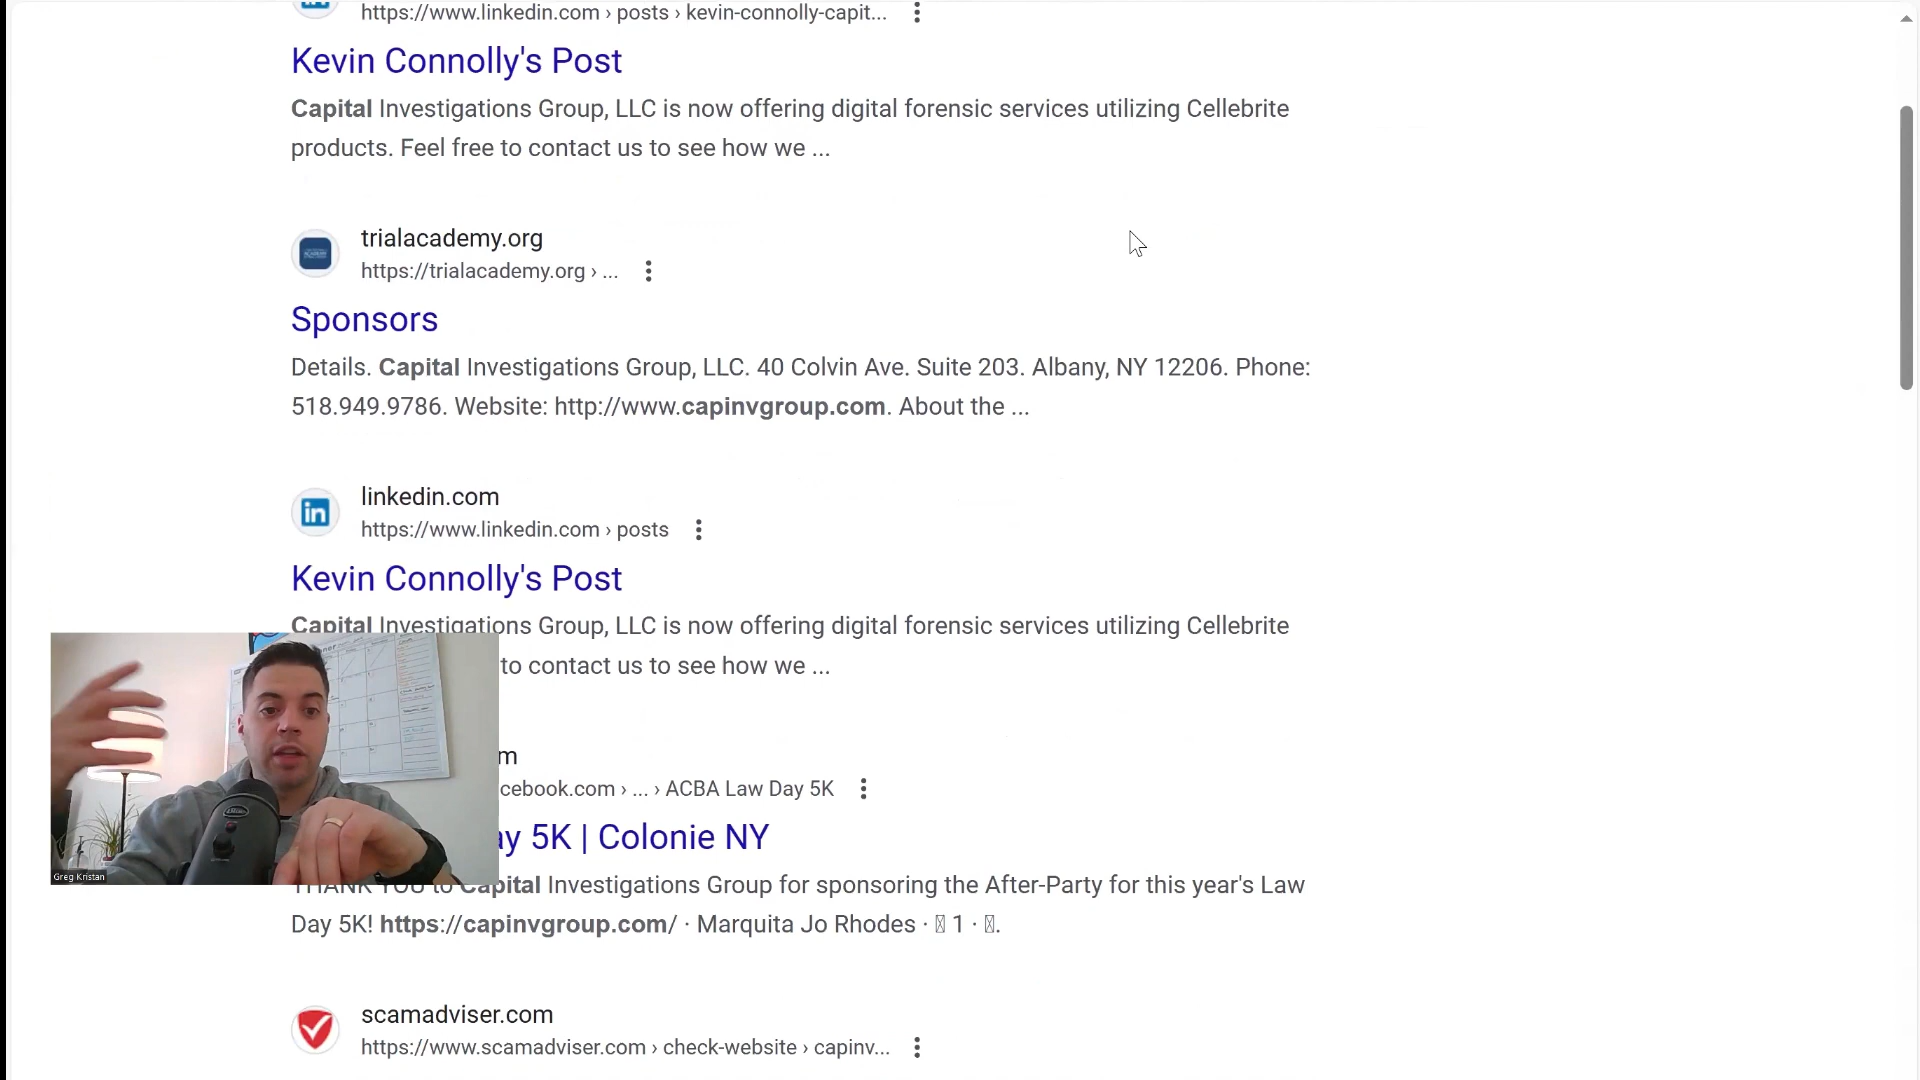 https://www.linkedin.com › posts › kevin-connolly-capit...
Kevin Connolly's Post
Capital Investigations Group, LLC is now offering digital forensic services utilizing Cellebrite
products. Feel free to contact us to see how we ...
trialacademy.org
https://trialacademy.org › ...
Sponsors
Details. Capital Investigations Group, LLC. 40 Colvin Ave. Suite 203. Albany, NY 12206. Phone:
518.949.9786. Website: http://www.capinvgroup.com. About the ...
linkedin.com
https://www.linkedin.com › posts
Kevin Connolly's Post
Capital Investigations Group, LLC is now offering digital forensic services utilizing Cellebrite
to contact us to see how we ...
m
cebook.com › ... › ACBA Law Day 5K
ay 5K | Colonie NY
THANK YOU to Capital Investigations Group for sponsoring the After-Party for this year's Law
Day 5K! https://capinvgroup.com/ · Marquita Jo Rhodes · 1 · .
Greg Kristan
scamadviser.com
https://www.scamadviser.com › check-website › capinv...